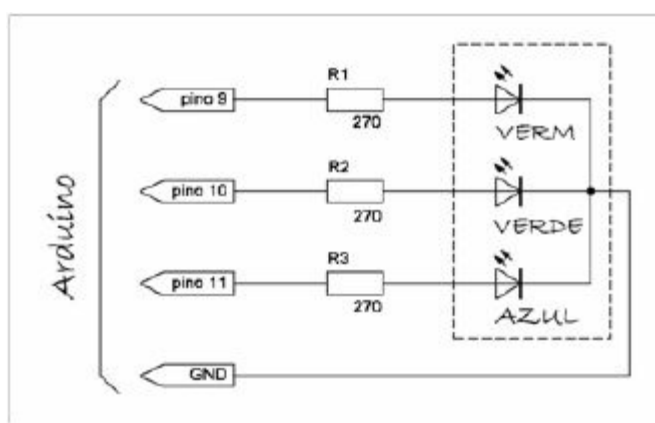 Arduino
pino 9
R1
270
VERM
pino 10
R2
270
VERDE
pino 11
R3
270
AZUL
GND